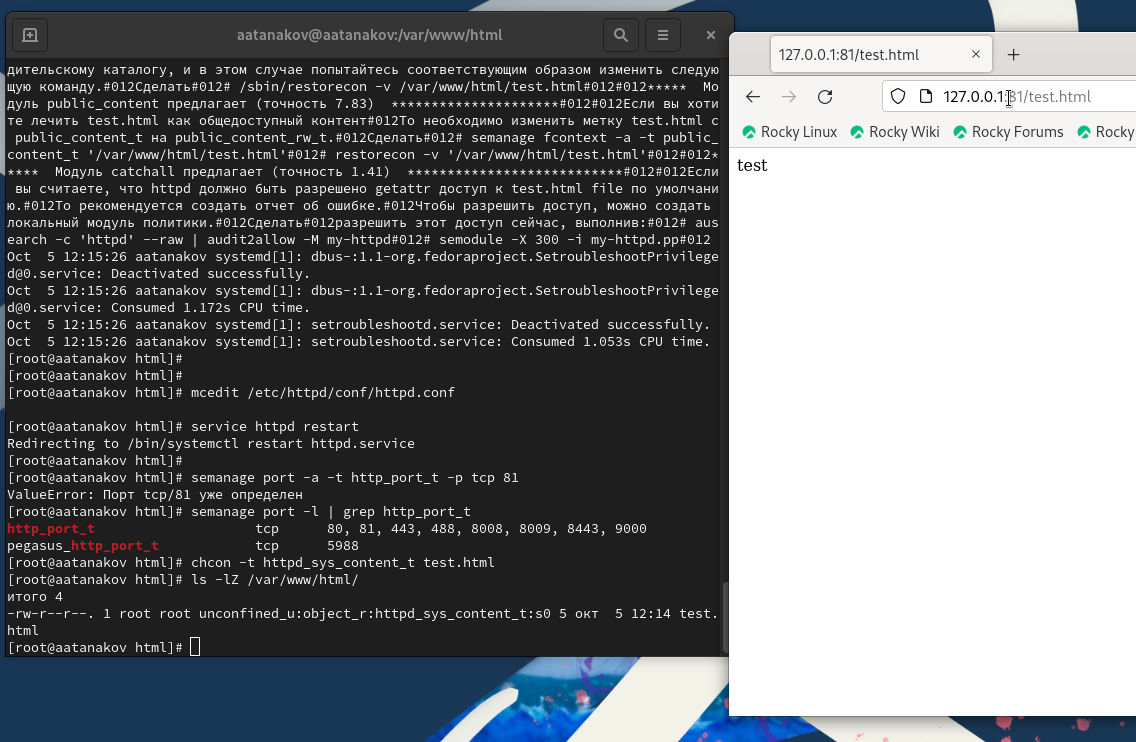 aatanakov@aatanakov:/var/www/html
дительскому каталогу, и в этом случае попытайтесь соответствующим образом изменить следую
щую команду.#012Сделать#012# /sbin/restorecon -v /var/www/html/test.html#012#012*****  Мо
дуль public_content предлагает (точность 7.83)  *********************#012#012Если вы хоти
те лечить test.html как общедоступный контент#012То необходимо изменить метку test.html с
 public_content_t на public_content_rw_t.#012Сделать#012# semanage fcontext -a -t public_
content_t '/var/www/html/test.html'#012# restorecon -v '/var/www/html/test.html'#012#012*
****  Модуль catchall предлагает (точность 1.41)  ***************************#012#012Если
 вы считаете, что httpd должно быть разрешено getattr доступ к test.html file по умолчани
ю.#012То рекомендуется создать отчет об ошибке.#012Чтобы разрешить доступ, можно создать
локальный модуль политики.#012Сделать#012разрешить этот доступ сейчас, выполнив:#012# aus
earch -c 'httpd' --raw | audit2allow -M my-httpd#012# semodule -X 300 -i my-httpd.pp#012
Oct  5 12:15:26 aatanakov systemd[1]: dbus-:1.1-org.fedoraproject.SetroubleshootPrivilege
d@0.service: Deactivated successfully.
Oct  5 12:15:26 aatanakov systemd[1]: dbus-:1.1-org.fedoraproject.SetroubleshootPrivilege
d@0.service: Consumed 1.172s CPU time.
Oct  5 12:15:26 aatanakov systemd[1]: setroubleshootd.service: Deactivated successfully.
Oct  5 12:15:26 aatanakov systemd[1]: setroubleshootd.service: Consumed 1.053s CPU time.
[root@aatanakov html]#
[root@aatanakov html]#
[root@aatanakov html]# mcedit /etc/httpd/conf/httpd.conf
[root@aatanakov html]# service httpd restart
Redirecting to /bin/systemctl restart httpd.service
[root@aatanakov html]#
[root@aatanakov html]# semanage port -a -t http_port_t -p tcp 81
ValueError: Порт tcp/81 уже определен
[root@aatanakov html]# semanage port -l | grep http_port_t
http_port_t                    tcp      80, 81, 443, 488, 8008, 8009, 8443, 9000
pegasus_http_port_t            tcp      5988
[root@aatanakov html]# chcon -t httpd_sys_content_t test.html
[root@aatanakov html]# ls -lZ /var/www/html/
итого 4
-rw-r--r--. 1 root root unconfined_u:object_r:httpd_sys_content_t:s0 5 окт  5 12:14 test.
html
[root@aatanakov html]#
127.0.0.1:81/test.html
127.0.0.1:81/test.html
Rocky Linux Rocky Wiki Rocky Forums Rocky
test